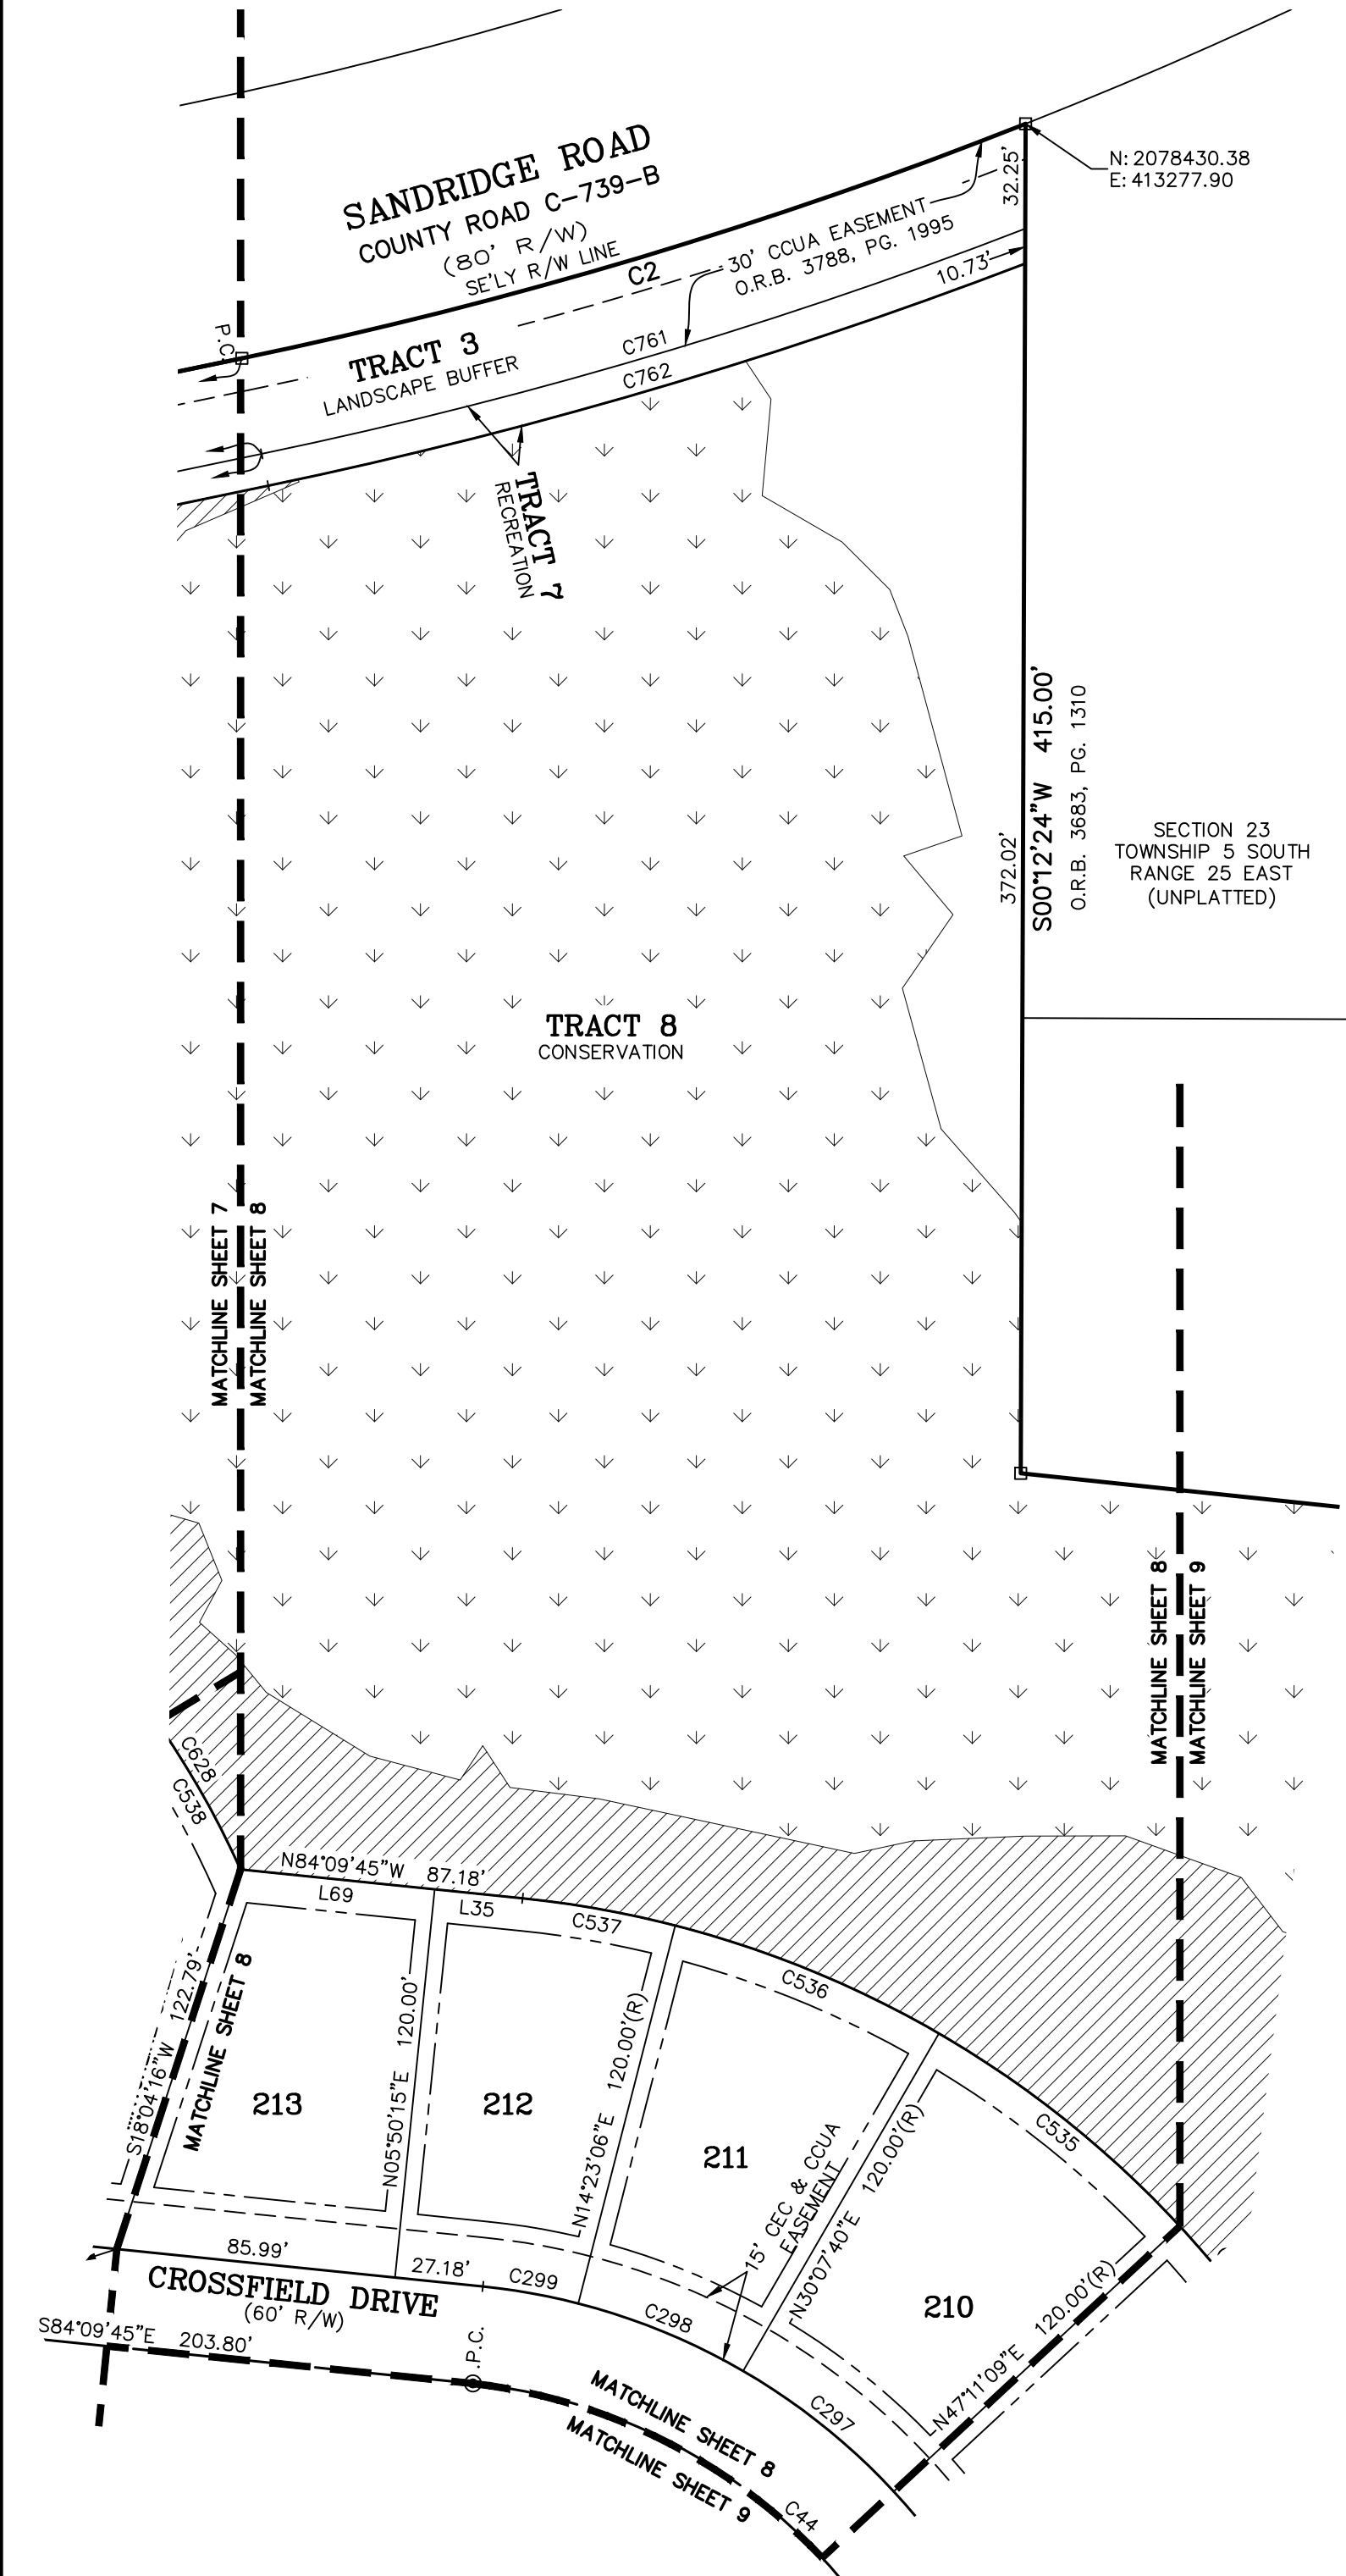 SANDRIDGE ROAD
COUNTY ROAD C-739-B
(80' R/W)
SE'LY R/W LINE
N: 2078430.38
E: 413277.90
32.25'
30' CCUA EASEMENT
O.R.B. 3788, PG. 1995
C2
10.73'
P.C.
TRACT 3
LANDSCAPE BUFFER
C761
C762
TRACT 7
RECREATION
372.02'
S00°12'24"W 415.00'
O.R.B. 3683, PG. 1310
SECTION 23
TOWNSHIP 5 SOUTH
RANGE 25 EAST
(UNPLATTED)
TRACT 8
CONSERVATION
MATCHLINE SHEET 7
MATCHLINE SHEET 8
MATCHLINE SHEET 8
MATCHLINE SHEET 9
C628
C538
N84°09'45"W 87.18'
L69
L35
C537
C536
C535
S18°04'16"W 122.79'
MATCHLINE SHEET 8
213
N05°50'15"E 120.00'
212
N14°23'06"E 120.00'(R)
211
15' CEC & CCUA
EASEMENT
N30°07'40"E 120.00'(R)
210
N47°11'09"E 120.00'(R)
85.99'
27.18'
C299
C298
C297
CROSSFIELD DRIVE
(60' R/W)
S84°09'45"E 203.80'
P.C.
MATCHLINE SHEET 8
MATCHLINE SHEET 9
C44